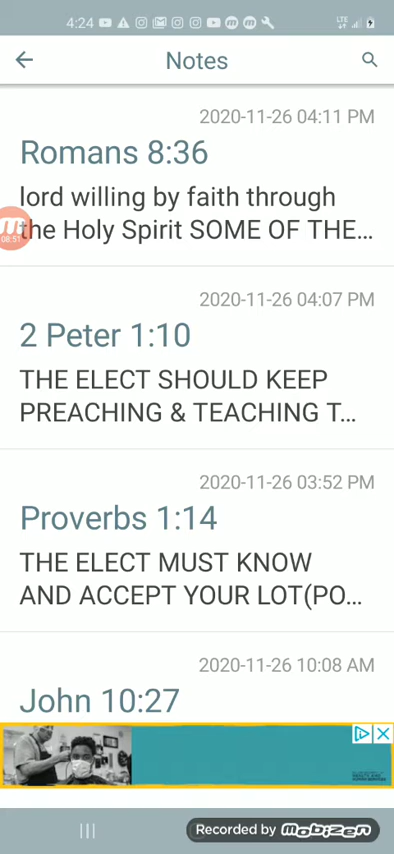 4:24
LTE
Notes
2020-11-26 04:11 PM
Romans 8:36
lord willing by faith through
the Holy Spirit SOME OF THE...
08:51
2020-11-26 04:07 PM
2 Peter 1:10
THE ELECT SHOULD KEEP
PREACHING & TEACHING T...
2020-11-26 03:52 PM
Proverbs 1:14
THE ELECT MUST KNOW
AND ACCEPT YOUR LOT(PO...
2020-11-26 10:08 AM
John 10:27
Recorded by mobizen